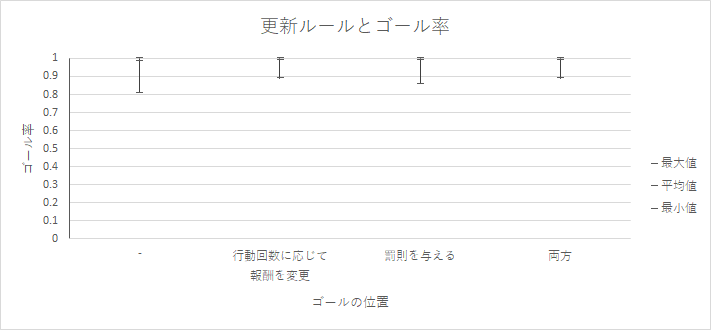 更新ルールとゴール率
ゴール率
1
0.9
0.8
0.7
0.6
0.5
0.4
0.3
0.2
0.1
0
-
行動回数に応じて
報酬を変更
罰則を与える
両方
ゴールの位置
最大値
平均値
最小値